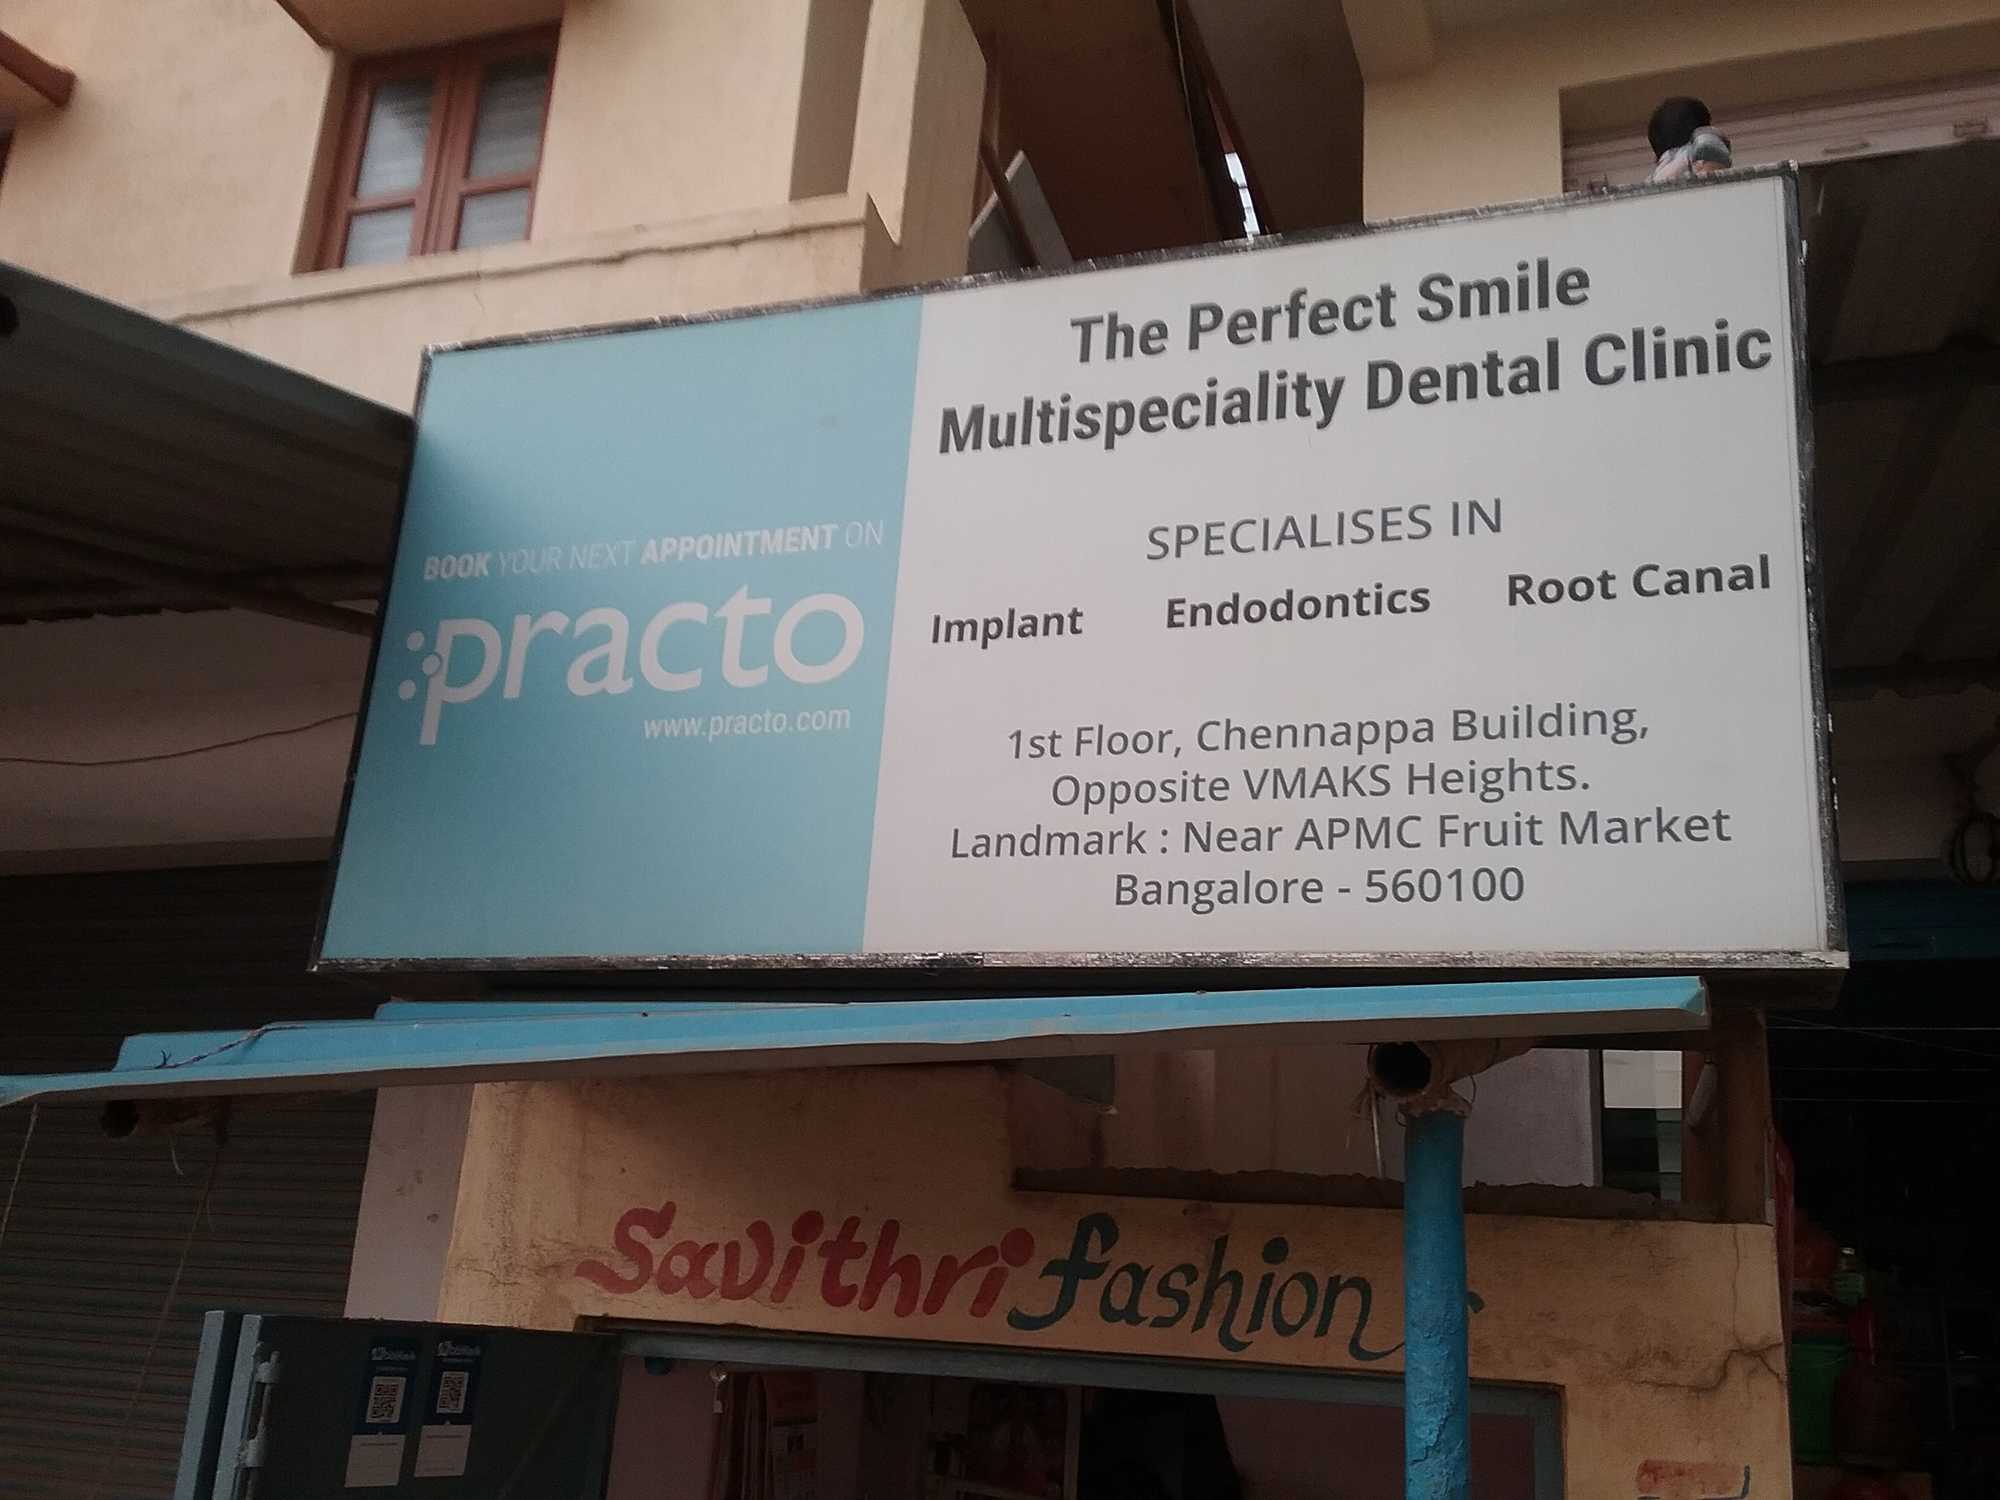 BOOK YOUR NEXT APPOINTMENT ON
practo
www.practo.com
The Perfect Smile
Multispeciality Dental Clinic
SPECIALISES IN
Implant Endodontics Root Canal
1st Floor, Chennappa Building,
Opposite VMAKS Heights.
Landmark : Near APMC Fruit Market
Bangalore - 560100
Savithri fashion